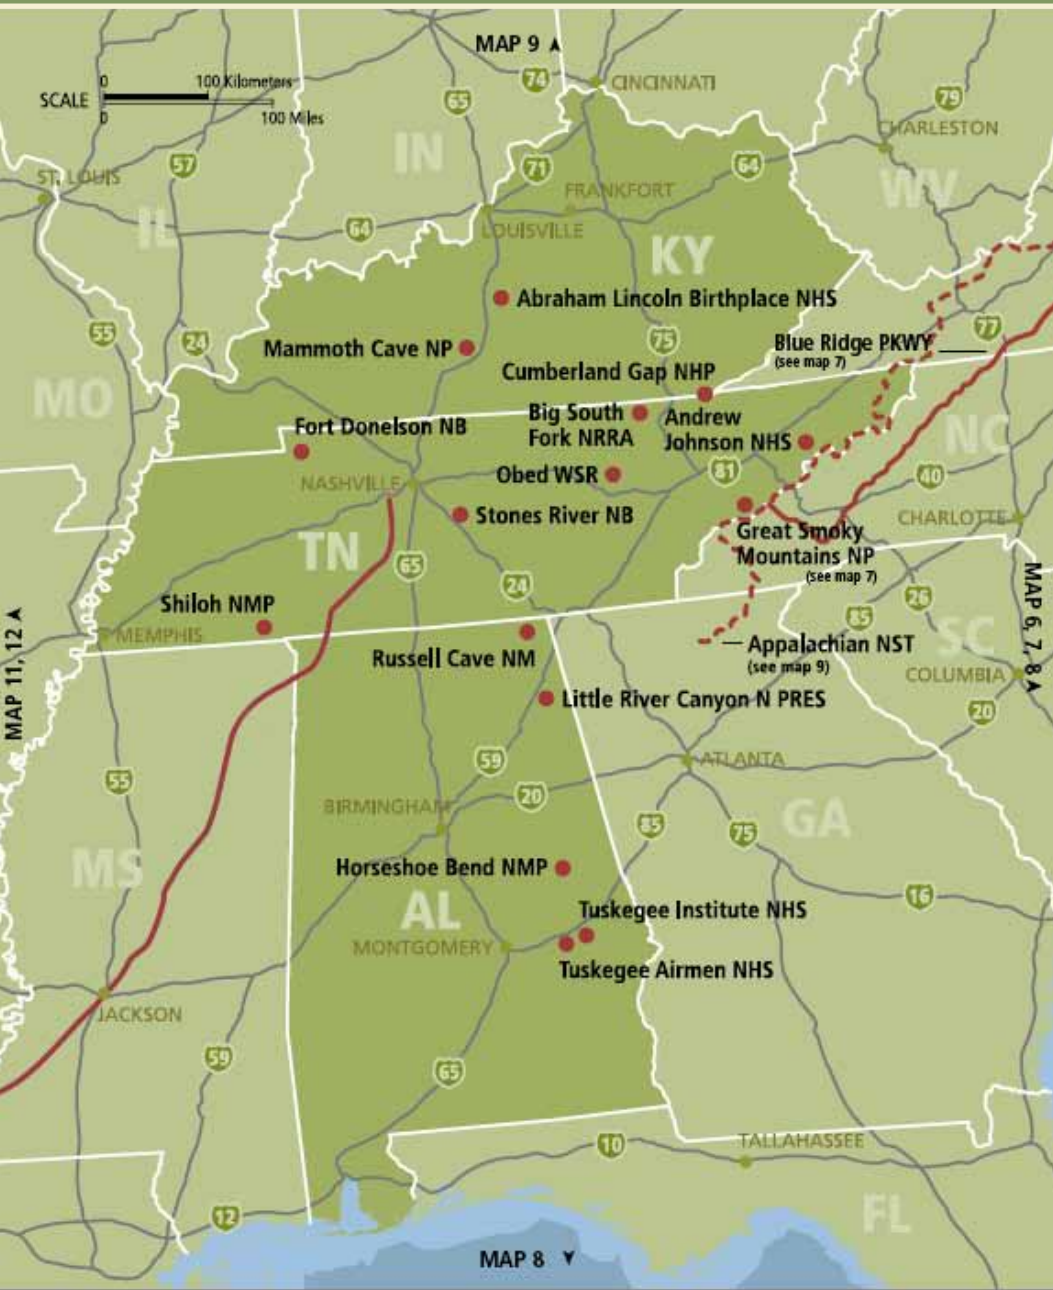 MAP 9
74
CINCINNATI
0
100 Kilometers
SCALE
0
100 Miles
65
79
CHARLESTON
IN
57
71
64
ST. LOUIS
FRANKFORT
WV
IL
64
LOUISVILLE
KY
Abraham Lincoln Birthplace NHS
55
24
75
77
Mammoth Cave NP
Blue Ridge PKWY
(see map 7)
Cumberland Gap NHP
MO
Big South
Fork NRRA
Andrew
Johnson NHS
Fort Donelson NB
NC
Obed WSR
81
40
NASHVILLE
Stones River NB
CHARLOTTE
Great Smoky
Mountains NP
(see map 7)
TN
65
24
26
85
Shiloh NMP
MEMPHIS
MAP 11, 12
MAP 6, 7, 8
SC
Appalachian NST
(see map 9)
Russell Cave NM
COLUMBIA
Little River Canyon N PRES
20
59
ATLANTA
55
20
BIRMINGHAM
85
75
GA
MS
Horseshoe Bend NMP
16
AL
Tuskegee Institute NHS
MONTGOMERY
Tuskegee Airmen NHS
JACKSON
59
65
10
TALLAHASSEE
12
FL
MAP 8